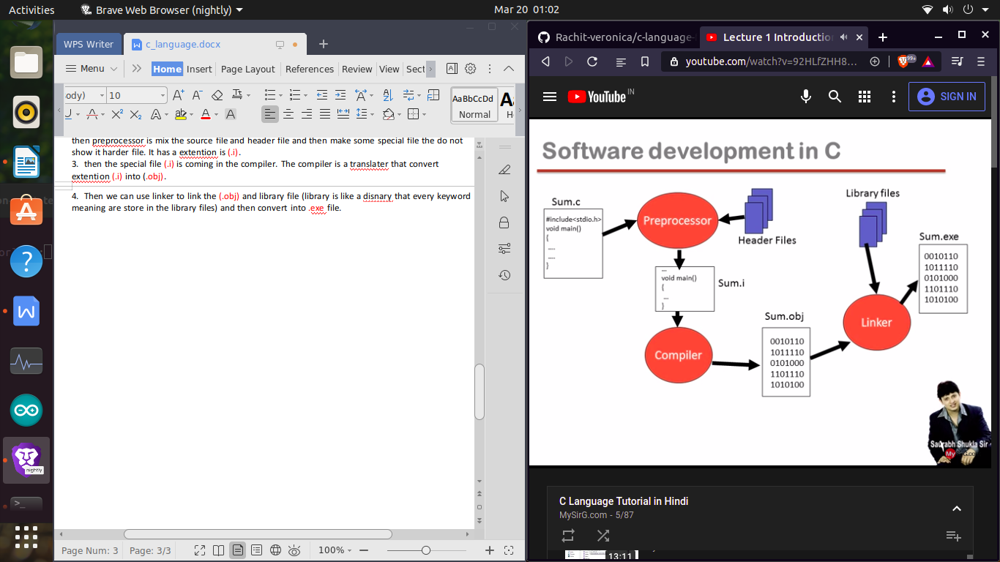 Activities
Brave Web Browser (nightly)
Mar 20 01:02
WPS Writer
c_language.docx
Menu
Home Insert Page Layout References Review View Sect
ody) 10
AaBbCcDd
Normal
then preprocessor is mix the source file and header file and then make some special file the do not
show it harder file. It has a extention is (.i).
3. then the special file (.i) is coming in the compiler. The compiler is a translater that convert
extention (.i) into (.obj).
4. Then we can use linker to link the (.obj) and library file (library is like a disnary that every keyword
meaning are store in the library files) and then convert into .exe file.
Page Num: 3 Page: 3/3
100%
nightly
Rachit-veronica/c-language-
Lecture 1 Introduction
youtube.com/watch?v=92HLfZHH8...
99+
YouTube IN
SIGN IN
Software development in C
Sum.c
#include<stdio.h>
void main()
{
....
....
}
Preprocessor
Header Files
Library files
Sum.exe
0010110
1011110
0101000
1101110
1010100
...
void main()
{
...
}
Sum.i
Compiler
Sum.obj
0010110
1011110
0101000
1101110
1010100
Linker
Saurabh Shukla Sir
MySirG.com
C Language Tutorial in Hindi
MySirG.com - 5/87
13:11